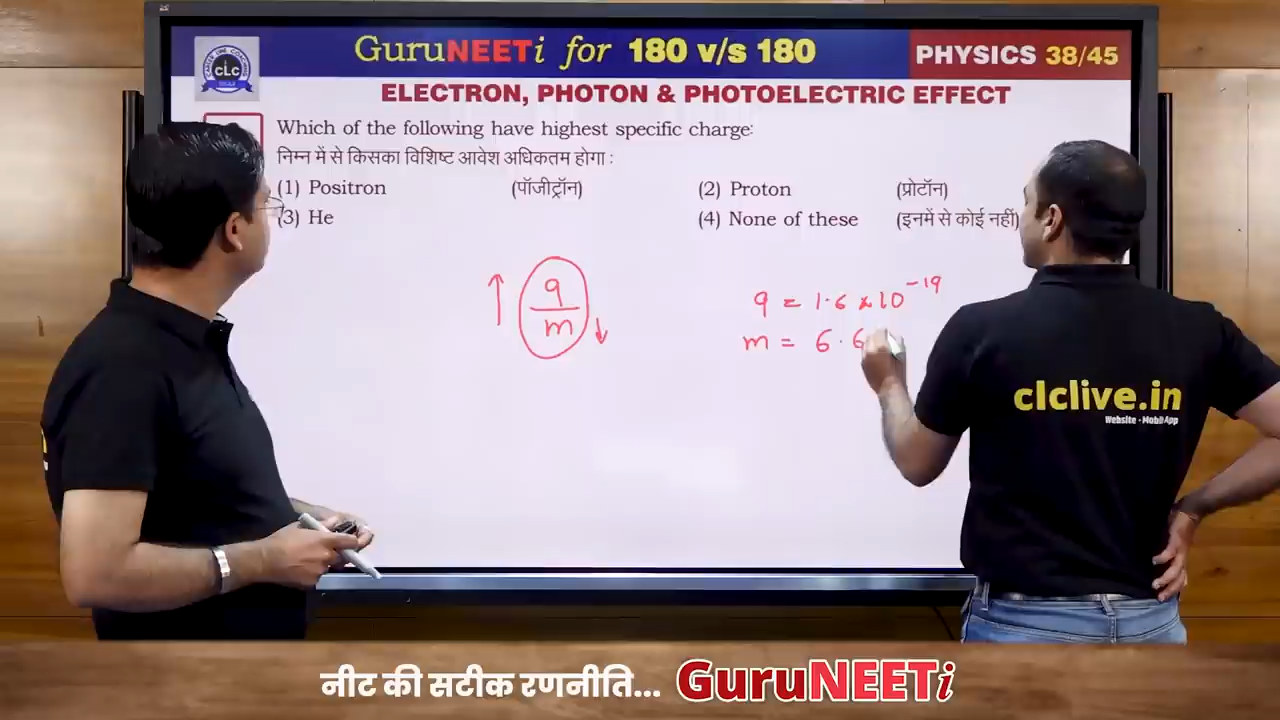 GuruNEETi for 180 v/s 180
PHYSICS 38/45
CLC
ELECTRON, PHOTON & PHOTOELECTRIC EFFECT
Which of the following have highest specific charge:
निम्न में से किसका विशिष्ट आवेश अधिकतम होगा :
(1) Positron (पॉजीट्रॉन) (2) Proton (प्रोटॉन)
(3) He (4) None of these (इनमें से कोई नहीं)
q
m
q = 1.6 × 10⁻¹⁹
m = 6.6
clclive.in
Website - Mobil App
नीट की सटीक रणनीति... GuruNEETi